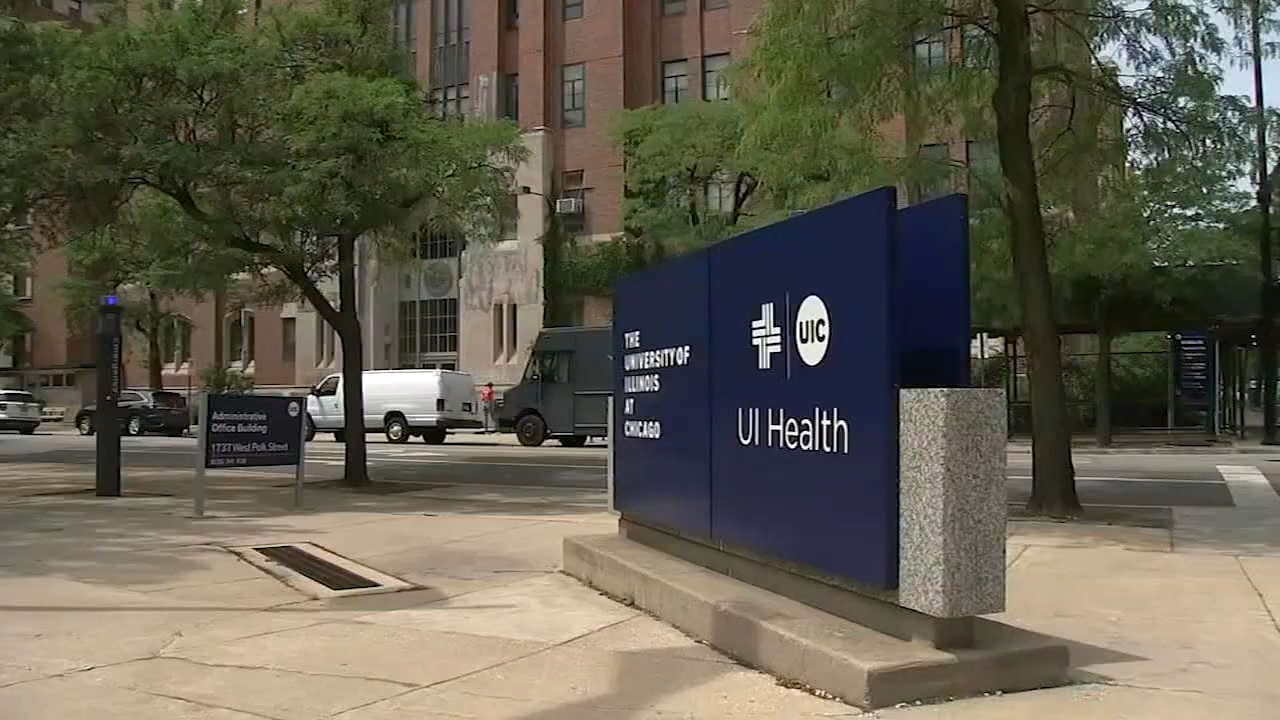 THE
UNIVERSITY OF
ILLINOIS
AT
CHICAGO
UIC
UI Health
Administrative
Office Building
1737 West Polk Street